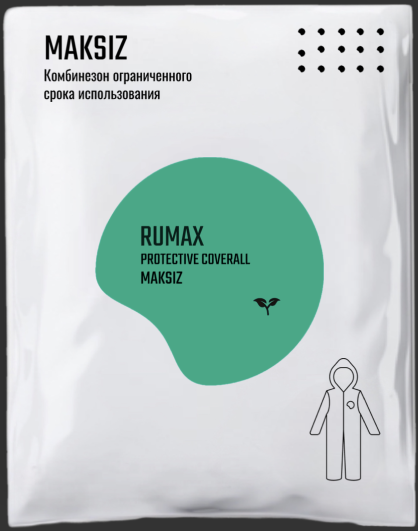 MAKSIZ
Комбинезон ограниченного
срока использования
RUMAX
PROTECTIVE COVERALL
MAKSIZ